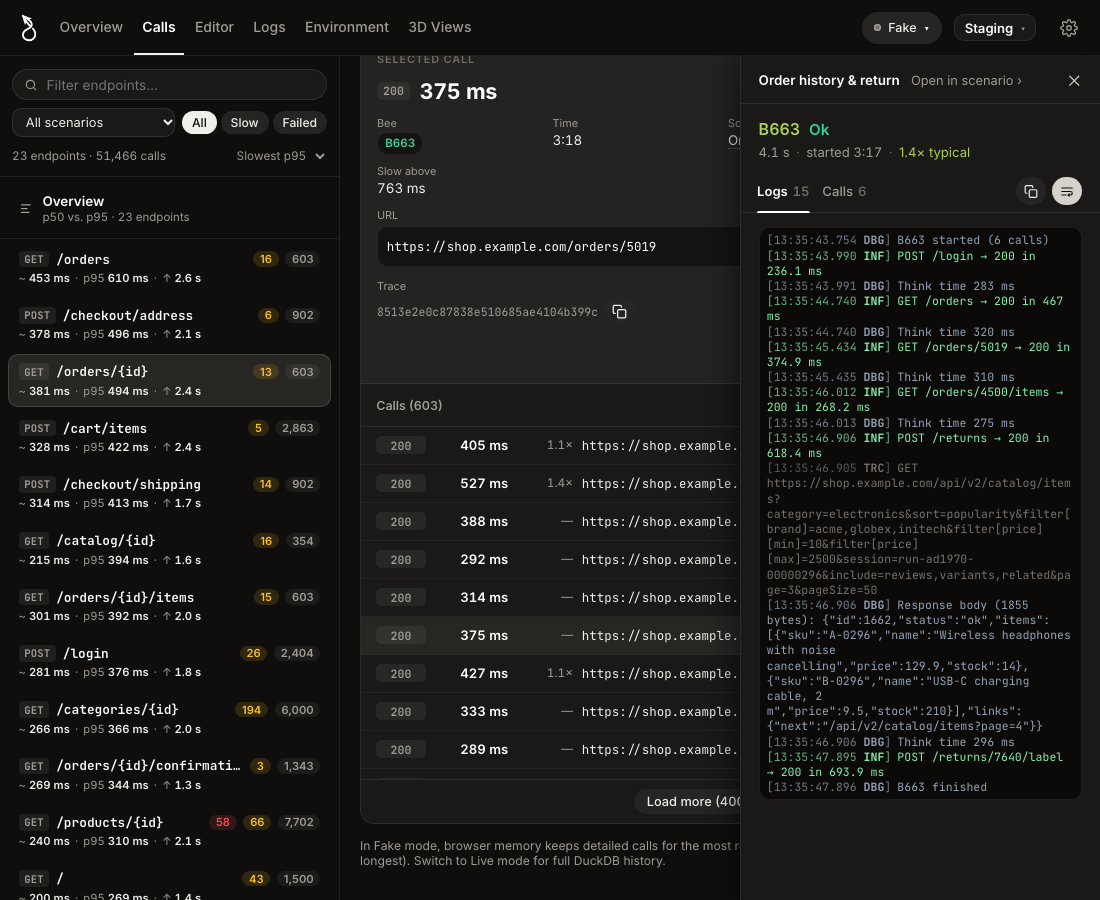 Overview Calls Editor Logs Environment 3D Views Fake Staging
Filter endpoints...
All scenarios All Slow Failed
23 endpoints · 51,466 calls Slowest p95
Overview
p50 vs. p95 · 23 endpoints
GET /orders 16 603
~ 453 ms · p95 610 ms · ↑ 2.6 s
POST /checkout/address 6 902
~ 378 ms · p95 496 ms · ↑ 2.1 s
GET /orders/{id} 13 603
~ 381 ms · p95 494 ms · ↑ 2.4 s
POST /cart/items 5 2,863
~ 328 ms · p95 422 ms · ↑ 2.4 s
POST /checkout/shipping 14 902
~ 314 ms · p95 413 ms · ↑ 1.7 s
GET /catalog/{id} 16 354
~ 215 ms · p95 394 ms · ↑ 1.6 s
GET /orders/{id}/items 15 603
~ 301 ms · p95 392 ms · ↑ 2.0 s
POST /login 26 2,404
~ 281 ms · p95 376 ms · ↑ 1.8 s
GET /categories/{id} 194 6,000
~ 266 ms · p95 366 ms · ↑ 2.0 s
GET /orders/{id}/confirmati… 3 1,343
~ 269 ms · p95 344 ms · ↑ 1.3 s
GET /products/{id} 58 66 7,702
~ 240 ms · p95 310 ms · ↑ 2.1 s
GET / 43 1,500
~ 200 ms · p95 269 ms · ↑ 1.4 s
SELECTED CALL
200 375 ms
Bee Time
B663 3:18
Slow above
763 ms
URL
https://shop.example.com/orders/5019
Trace
8513e2e0c87838e510685ae4104b399c
Calls (603)
200 405 ms 1.1× https://shop.example.
200 527 ms 1.4× https://shop.example.
200 388 ms — https://shop.example.
200 292 ms — https://shop.example.
200 314 ms — https://shop.example.
200 375 ms — https://shop.example.
200 427 ms 1.1× https://shop.example.
200 333 ms — https://shop.example.
200 289 ms — https://shop.example.
Load more (400
In Fake mode, browser memory keeps detailed calls for the most r
longest). Switch to Live mode for full DuckDB history.
Order history & return Open in scenario ›
B663 Ok
4.1 s · started 3:17 · 1.4× typical
Logs 15 Calls 6
[13:35:43.754 DBG] B663 started (6 calls)
[13:35:43.990 INF] POST /login → 200 in
236.1 ms
[13:35:43.991 DBG] Think time 283 ms
[13:35:44.740 INF] GET /orders → 200 in 467
ms
[13:35:44.740 DBG] Think time 320 ms
[13:35:45.434 INF] GET /orders/5019 → 200 in
374.9 ms
[13:35:45.435 DBG] Think time 310 ms
[13:35:46.012 INF] GET /orders/4500/items →
200 in 268.2 ms
[13:35:46.013 DBG] Think time 275 ms
[13:35:46.906 INF] POST /returns → 200 in
618.4 ms
[13:35:46.905 TRC] GET
https://shop.example.com/api/v2/catalog/item
s?
category=electronics&sort=popularity&filter[
brand]=acme,globex,initech&filter[price]
[min]=10&filter[price]
[max]=2500&session=run-ad1970-
00000296&include=reviews,variants,related&pa
ge=3&pageSize=50
[13:35:46.906 DBG] Response body (1855
bytes): {"id":1662,"status":"ok","items":
[{"sku":"A-0296","name":"Wireless headphones
with noise
cancelling","price":129.9,"stock":14},
{"sku":"B-0296","name":"USB-C charging
cable, 2
m","price":9.5,"stock":210}],"links":
{"next":"/api/v2/catalog/items?page=4"}}
[13:35:46.906 DBG] Think time 296 ms
[13:35:47.895 INF] POST /returns/7640/label
→ 200 in 693.9 ms
[13:35:47.896 DBG] B663 finished